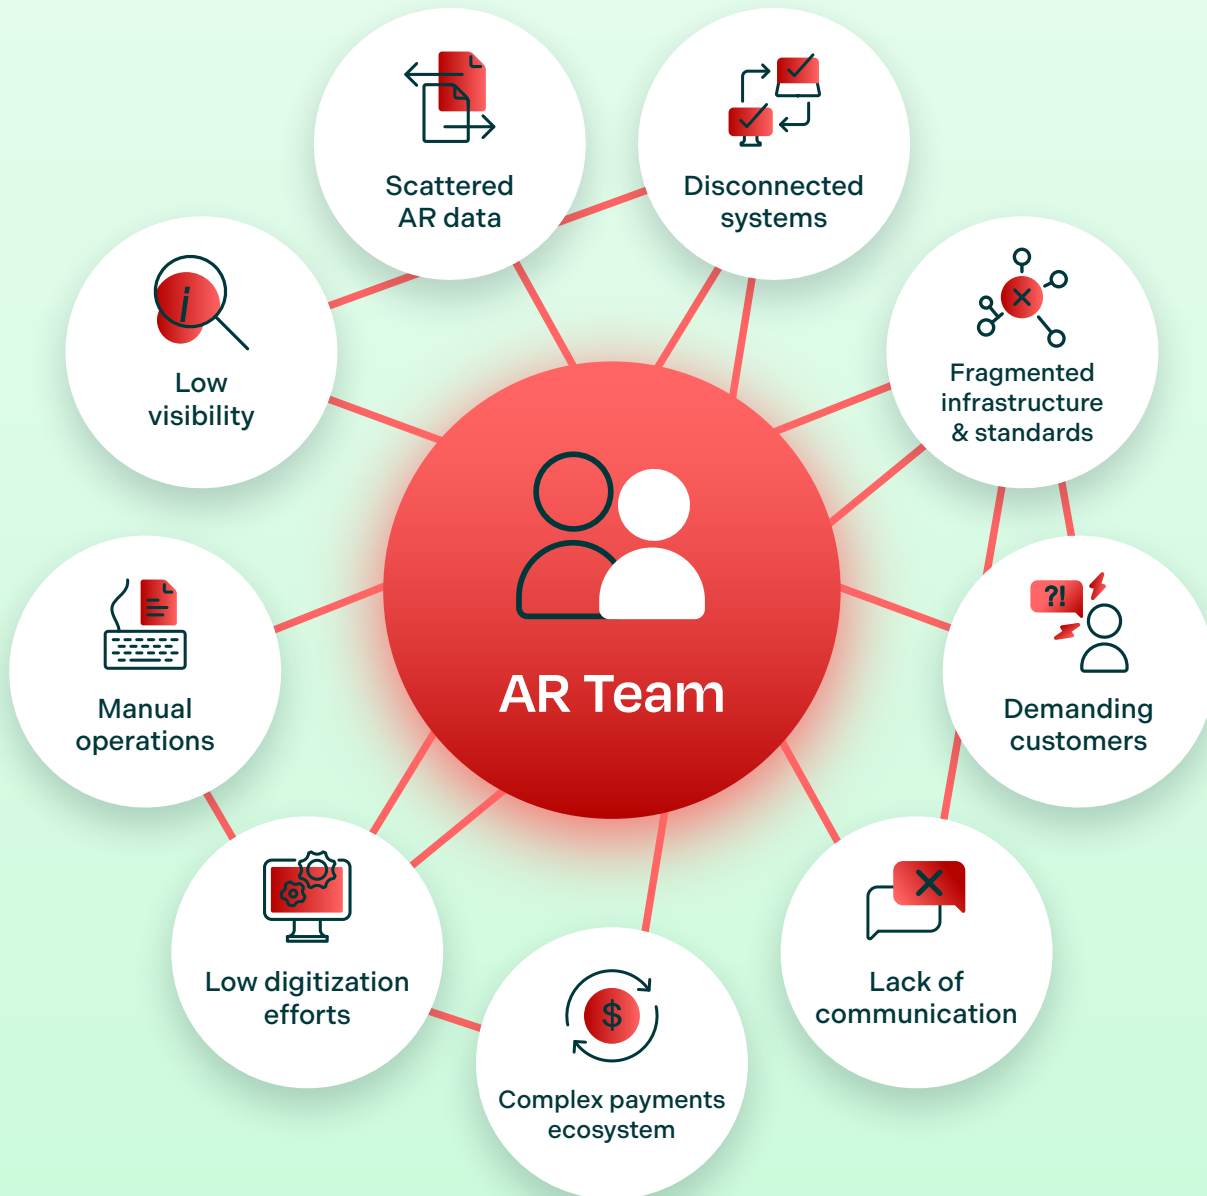 Scattered
AR data
Disconnected
systems
i
Low
visibility
Fragmented
infrastructure
& standards
AR Team
?!
Manual
operations
Demanding
customers
Low digitization
efforts
Lack of
communication
$
Complex payments
ecosystem